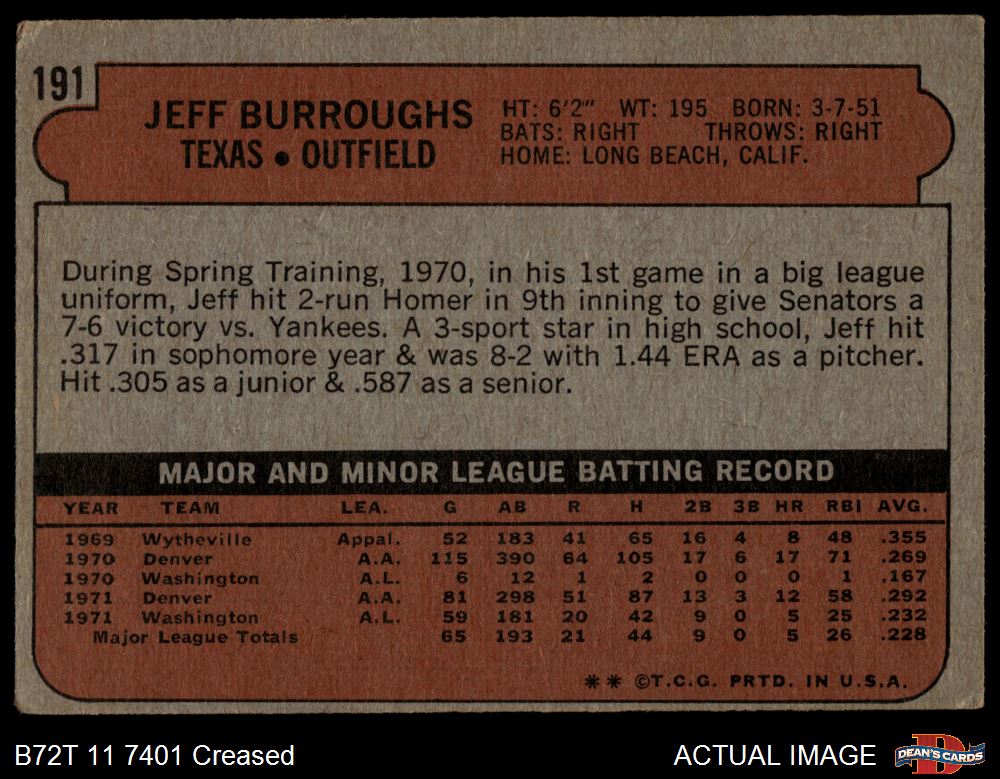 191
JEFF BURROUGHS
TEXAS • OUTFIELD
HT: 6'2" WT: 195 BORN: 3-7-51
BATS: RIGHT THROWS: RIGHT
HOME: LONG BEACH, CALIF.
During Spring Training, 1970, in his 1st game in a big league
uniform, Jeff hit 2-run Homer in 9th inning to give Senators a
7-6 victory vs. Yankees. A 3-sport star in high school, Jeff hit
.317 in sophomore year & was 8-2 with 1.44 ERA as a pitcher.
Hit .305 as a junior & .587 as a senior.
MAJOR AND MINOR LEAGUE BATTING RECORD
YEAR TEAM LEA. G AB R H 2B 3B HR RBI AVG.
1969 Wytheville Appal. 52 183 41 65 16 4 8 48 .355
1970 Denver A.A. 115 390 64 105 17 6 17 71 .269
1970 Washington A.L. 6 12 1 2 0 0 0 1 .167
1971 Denver A.A. 81 298 51 87 13 3 12 58 .292
1971 Washington A.L. 59 181 20 42 9 0 5 25 .232
Major League Totals 65 193 21 44 9 0 5 26 .228
** ©T.C.G. PRTD. IN U.S.A.
B72T 11 7401 Creased
ACTUAL IMAGE
DEAN'S CARDS